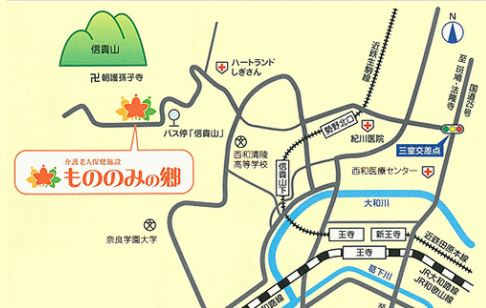 信貴山
卍 朝護孫子寺
ハートランド
しぎさん
近鉄生駒線
N
至 斑鳩・法隆寺
国道25号
バス停「信貴山」
勢野北口
紀川医院
三室交差点
西和清陵
高等学校
信貴山下
西和医療センター
介護老人保健施設
もののみの郷
大和川
奈良学園大学
王寺
新王寺
近鉄田原本線
王寺
葛下川
JR大和路線
JR和歌山線
和路線
至